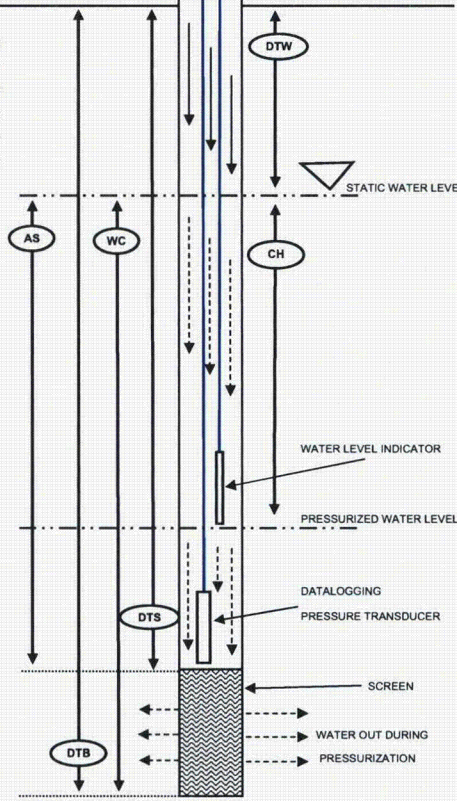 DTW
STATIC WATER LEVE
AS
WC
CH
WATER LEVEL INDICATOR
PRESSURIZED WATER LEVEL
DATALOGGING
PRESSURE TRANSDUCER
DTS
SCREEN
WATER OUT DURING
PRESSURIZATION
DTB